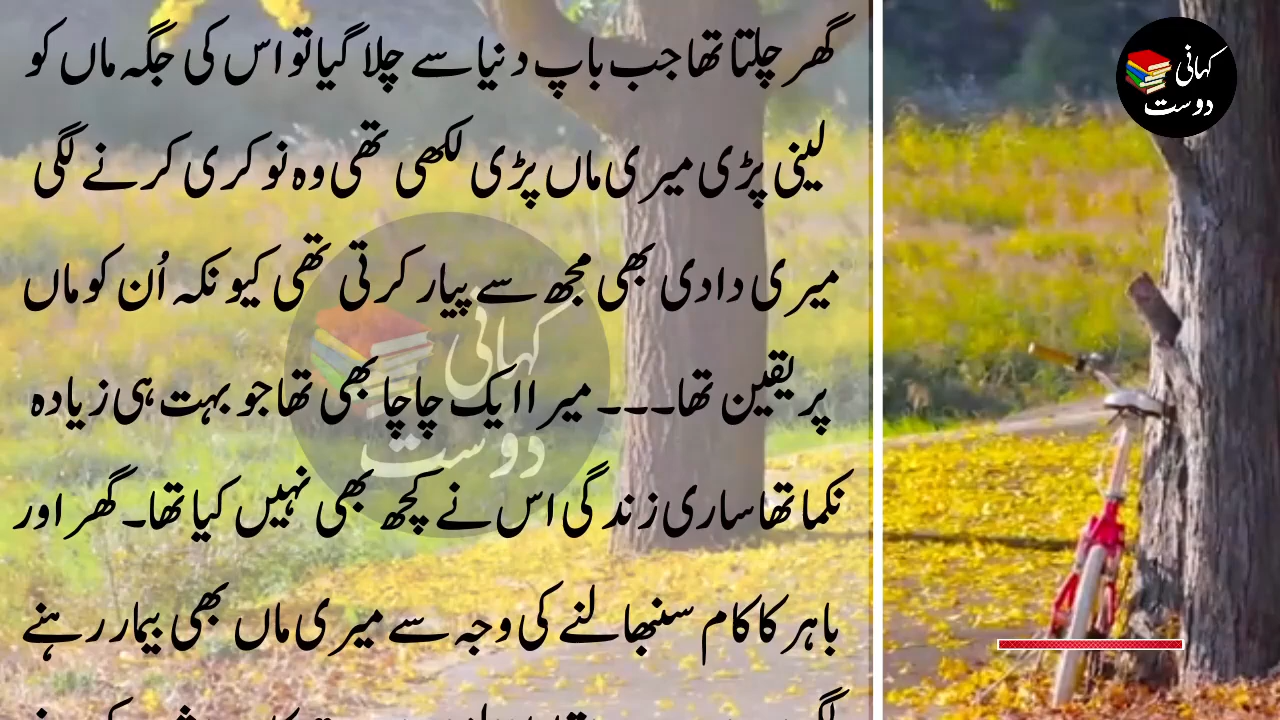 گھر چلتا تھا جب باپ دنیا سے چلا گیا تو اس کی جگہ ماں کو
لینی پڑی میری ماں پڑی لکھی تھی وہ نوکری کرنے لگی
میری دادی بھی مجھ سے پیار کرتی تھی کیونکہ اُن کو ماں
پر یقین تھا۔۔۔ میرا ایک چاچا بھی تھا جو بہت ہی زیادہ
نکما تھا ساری زندگی اس نے کچھ بھی نہیں کیا تھا۔ گھر اور
باہر کا کام سنبھالنے کی وجہ سے میری ماں بھی بیمار رہنے
کہانی
دوست
کہانی
دوست